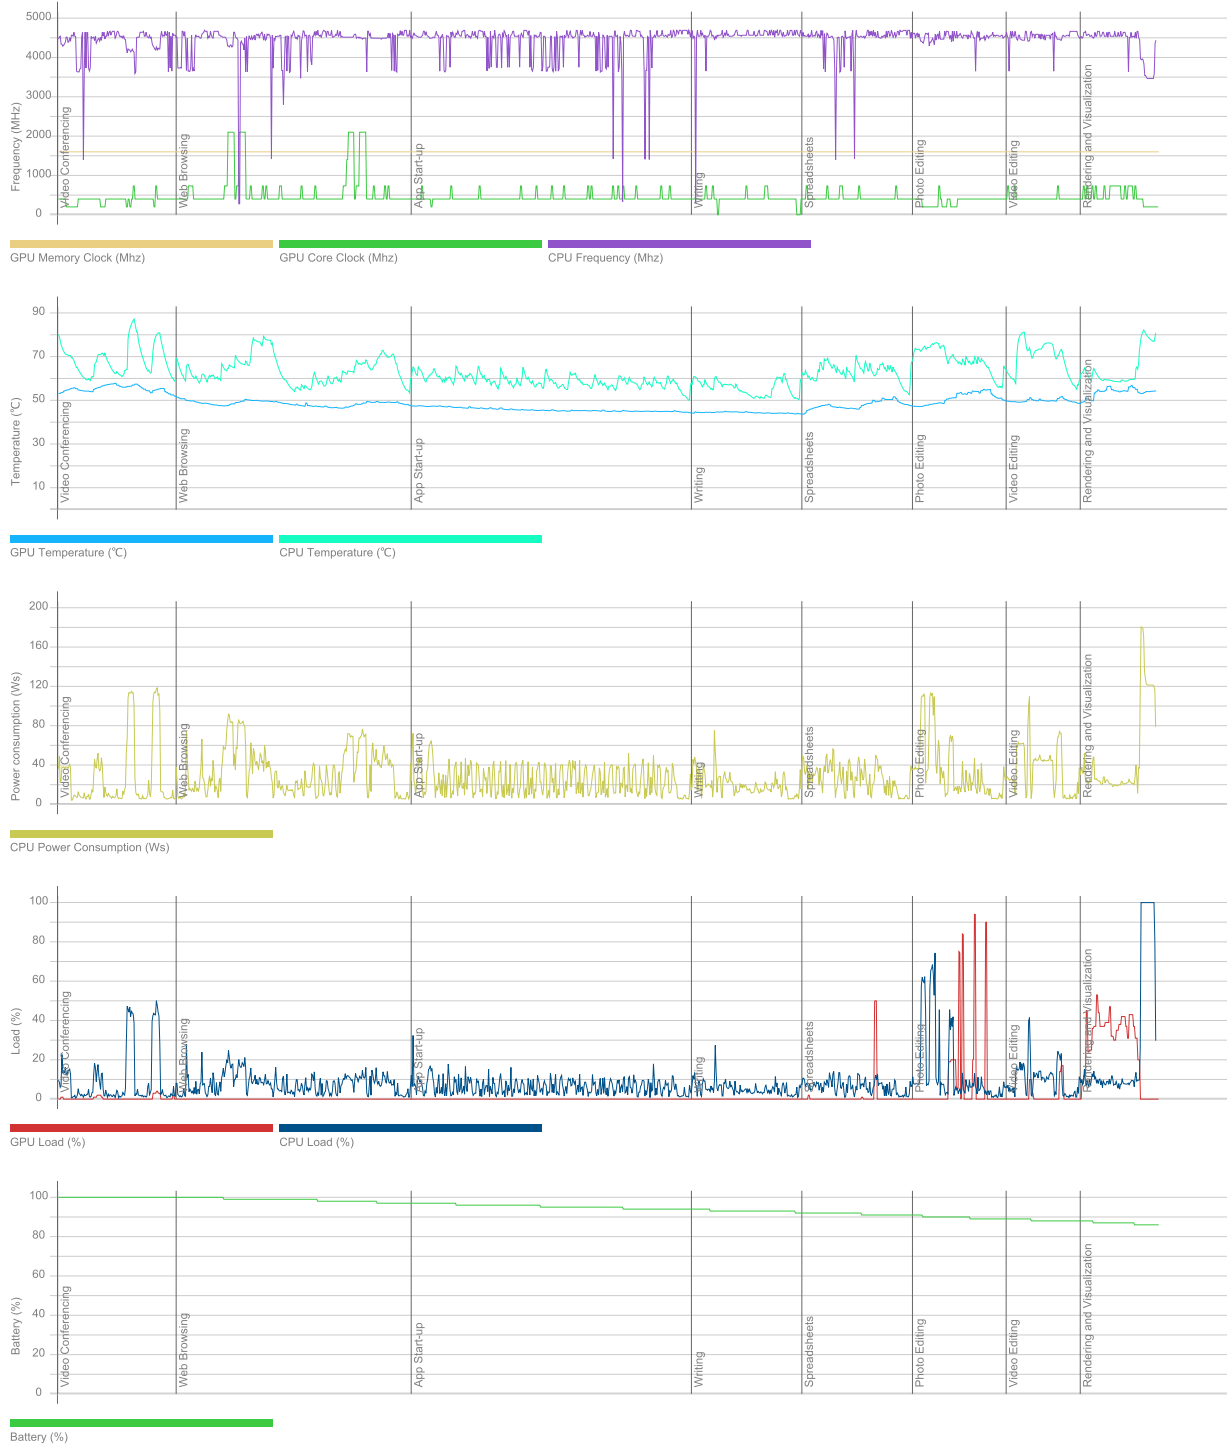 Frequency (MHz)
5000
4000
3000
2000
1000
0
Video Conferencing
Web Browsing
App Start-up
Writing
Spreadsheets
Photo Editing
Video Editing
Rendering and Visualization
GPU Memory Clock (Mhz)
GPU Core Clock (Mhz)
CPU Frequency (Mhz)
Temperature (°C)
90
70
50
30
10
Video Conferencing
Web Browsing
App Start-up
Writing
Spreadsheets
Photo Editing
Video Editing
Rendering and Visualization
GPU Temperature (°C)
CPU Temperature (°C)
Power consumption (Ws)
200
160
120
80
40
0
Video Conferencing
Web Browsing
App Start-up
Writing
Spreadsheets
Photo Editing
Video Editing
Rendering and Visualization
CPU Power Consumption (Ws)
Load (%)
100
80
60
40
20
0
Video Conferencing
Web Browsing
App Start-up
Writing
Spreadsheets
Photo Editing
Video Editing
Rendering and Visualization
GPU Load (%)
CPU Load (%)
Battery (%)
100
80
60
40
20
0
Video Conferencing
Web Browsing
App Start-up
Writing
Spreadsheets
Photo Editing
Video Editing
Rendering and Visualization
Battery (%)